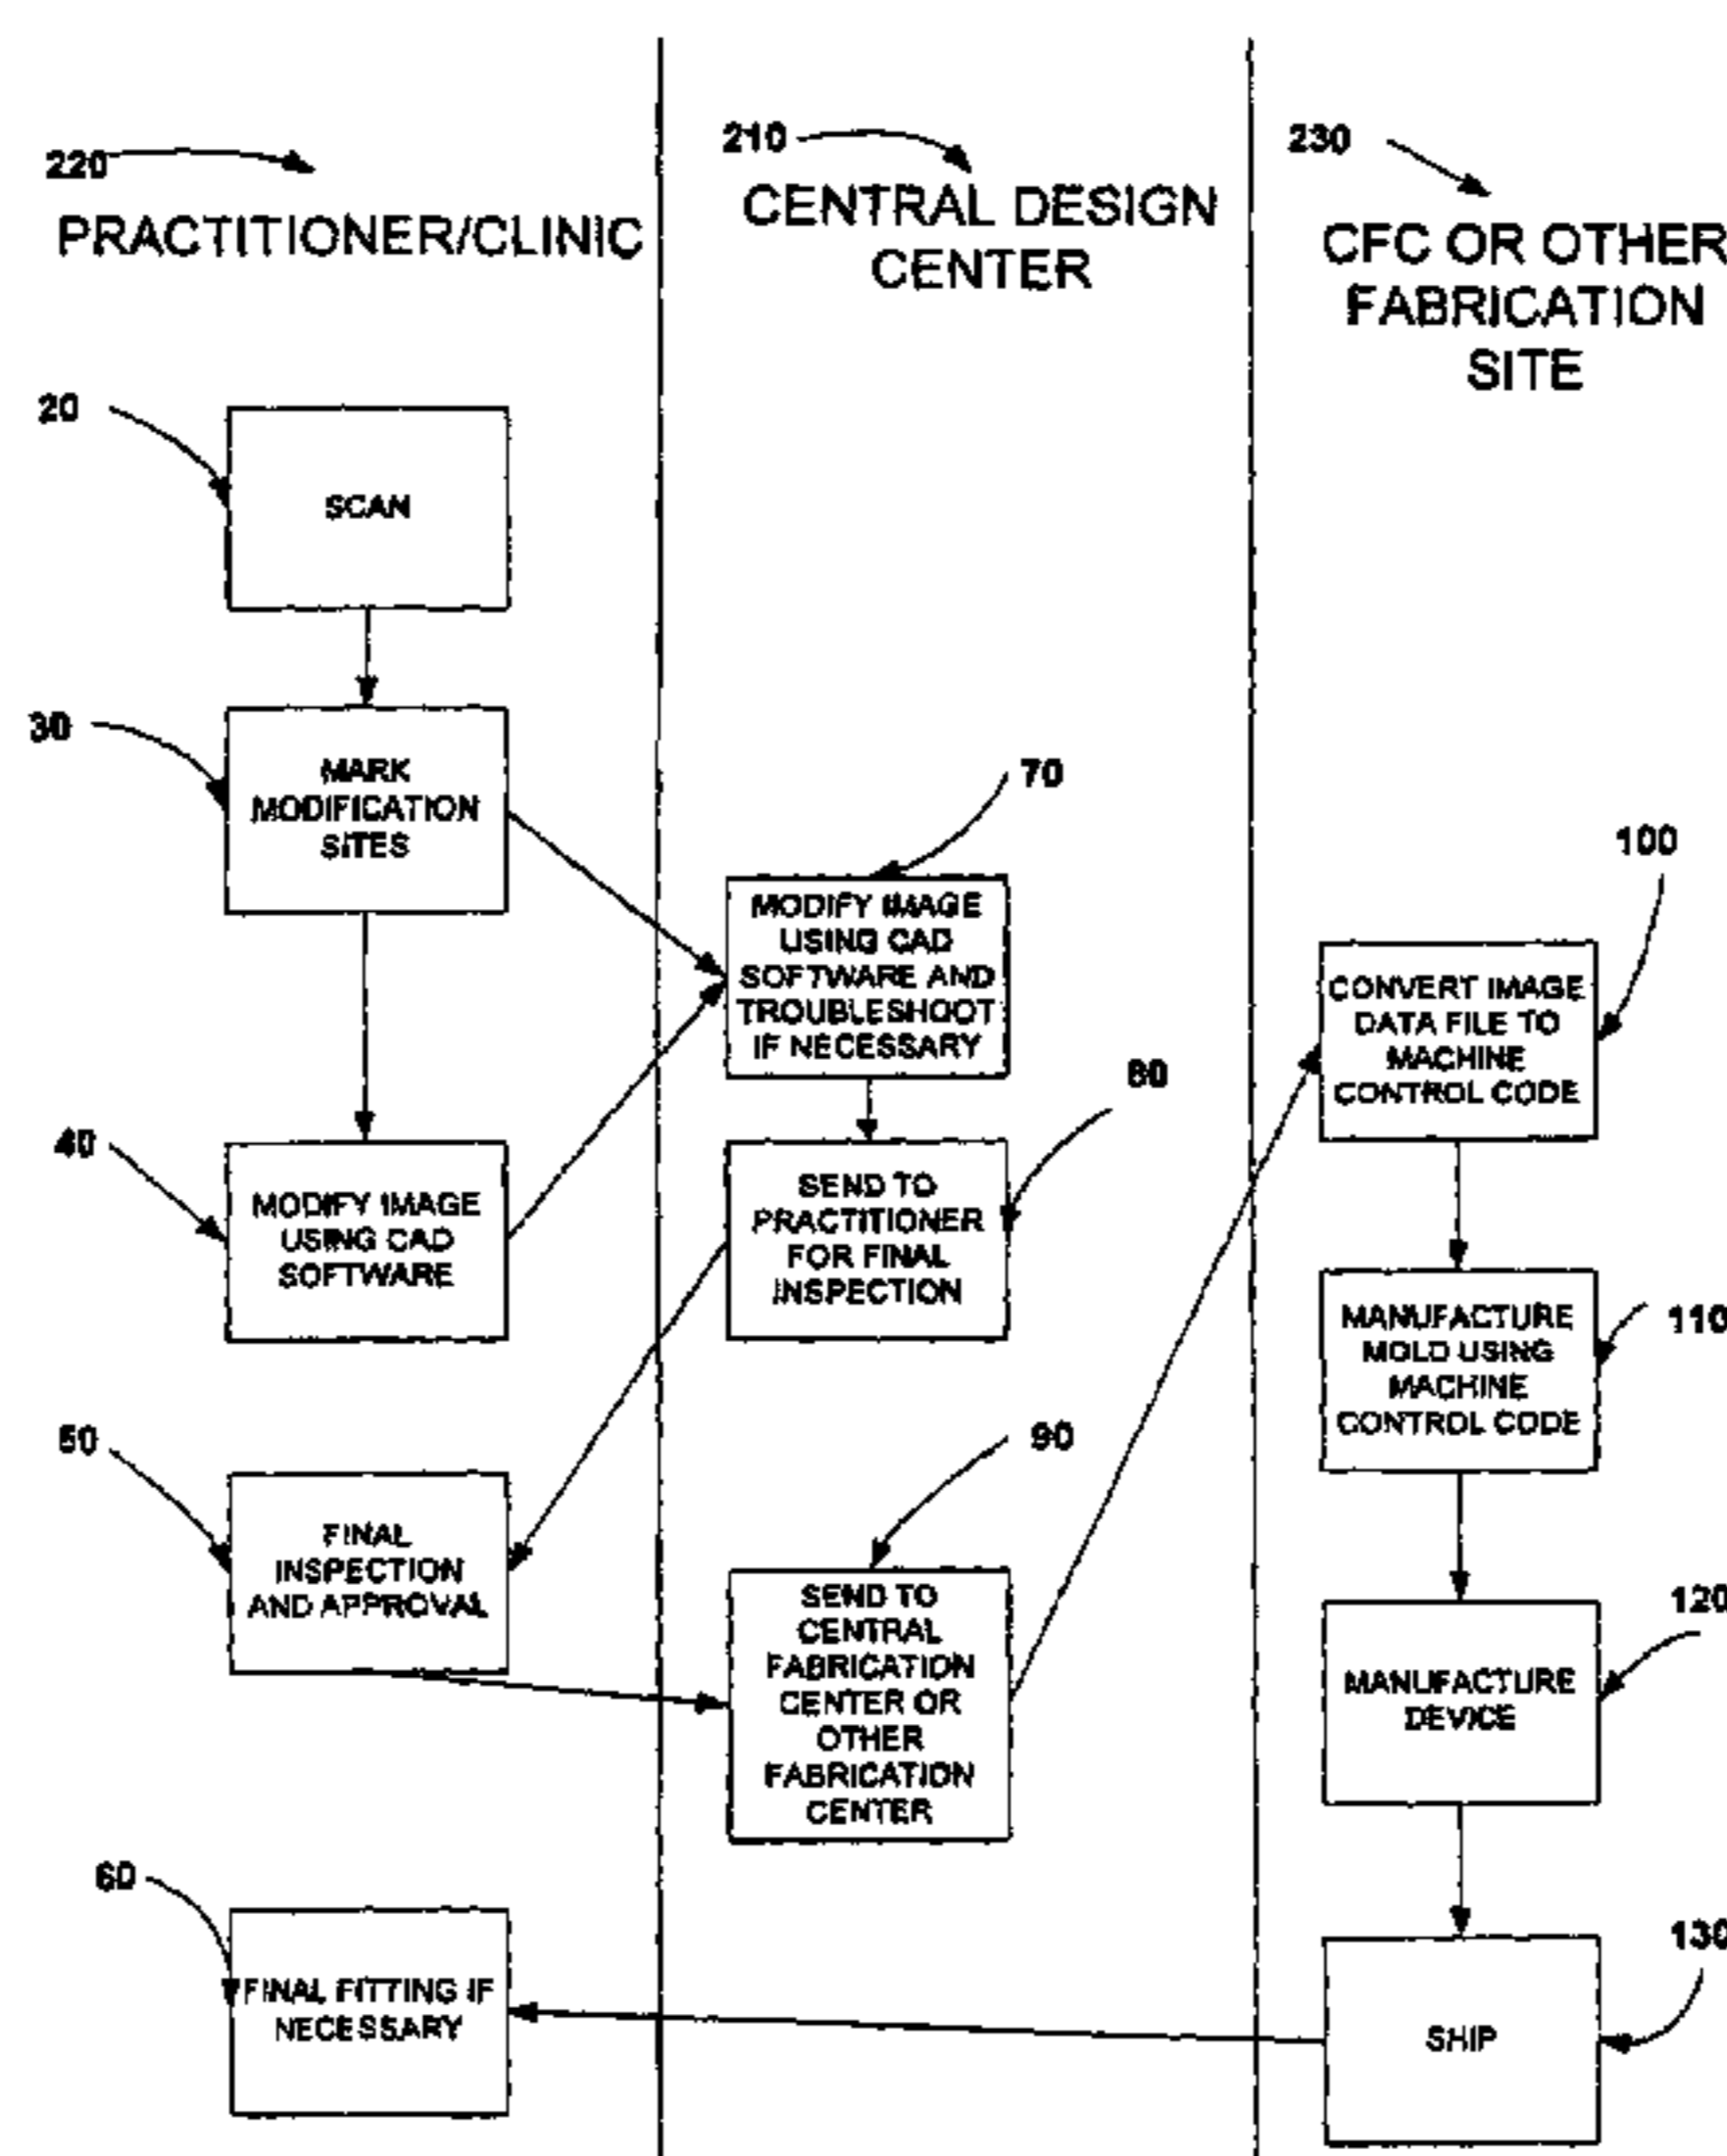 220
PRACTITIONER/CLINIC
210
CENTRAL DESIGN
CENTER
230
CFC OR OTHER
FABRICATION
SITE
20
SCAN
30
MARK
MODIFICATION
SITES
40
MODIFY IMAGE
USING CAD
SOFTWARE
50
FINAL
INSPECTION
AND APPROVAL
60
FINAL FITTING IF
NECESSARY
70
MODIFY IMAGE
USING CAD
SOFTWARE AND
TROUBLESHOOT
IF NECESSARY
80
SEND TO
PRACTITIONER
FOR FINAL
INSPECTION
90
SEND TO
CENTRAL
FABRICATION
CENTER OR
OTHER
FABRICATION
CENTER
100
CONVERT IMAGE
DATA FILE TO
MACHINE
CONTROL CODE
110
MANUFACTURE
MOLD USING
MACHINE
CONTROL CODE
120
MANUFACTURE
DEVICE
130
SHIP